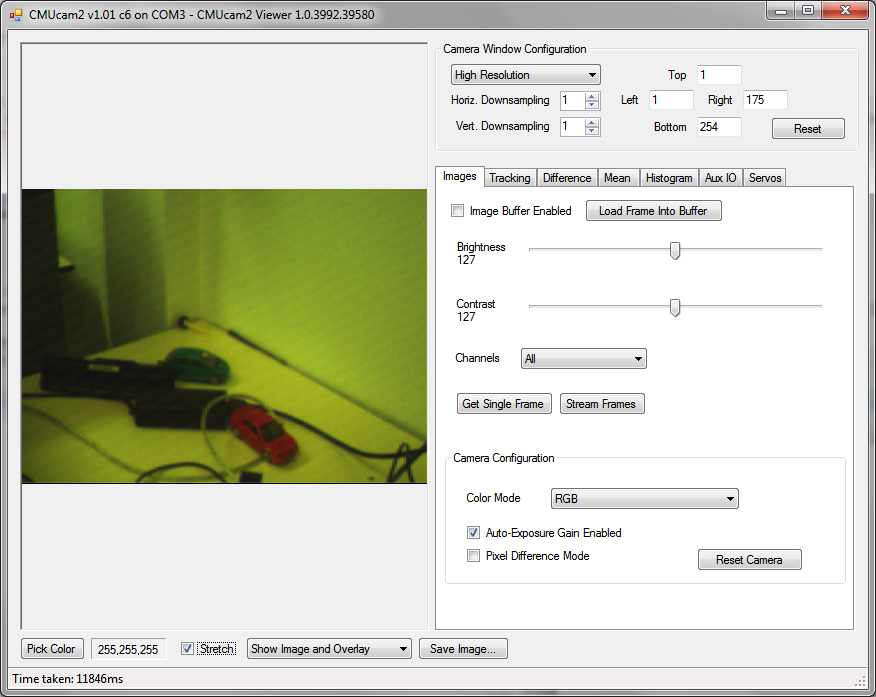 CMUcam2 v1.01 c6 on COM3 - CMUcam2 Viewer 1.0.3992.39580
Camera Window Configuration
High Resolution
Top 1
Horiz. Downsampling 1
Left 1
Right 175
Vert. Downsampling 1
Bottom 254
Reset
Images Tracking Difference Mean Histogram Aux IO Servos
Image Buffer Enabled
Load Frame Into Buffer
Brightness
127
Contrast
127
Channels All
Get Single Frame Stream Frames
Camera Configuration
Color Mode RGB
Auto-Exposure Gain Enabled
Pixel Difference Mode
Reset Camera
Pick Color 255,255,255 Stretch Show Image and Overlay Save Image...
Time taken: 11846ms